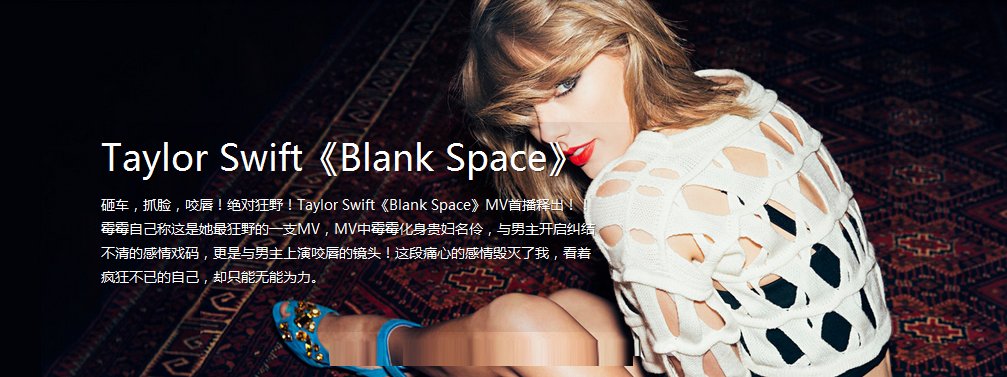 Taylor Swift《Blank Space》
砸车，抓脸，咬唇！绝对狂野！Taylor Swift《Blank Space》MV首播释出！！
霉霉自己称这是她最狂野的一支MV，MV中霉霉化身贵妇名伶，与男主开启纠结
不清的感情戏码，更是与男主上演咬唇的镜头！这段痛心的感情毁灭了我，看着
疯狂不已的自己，却只能无能为力。